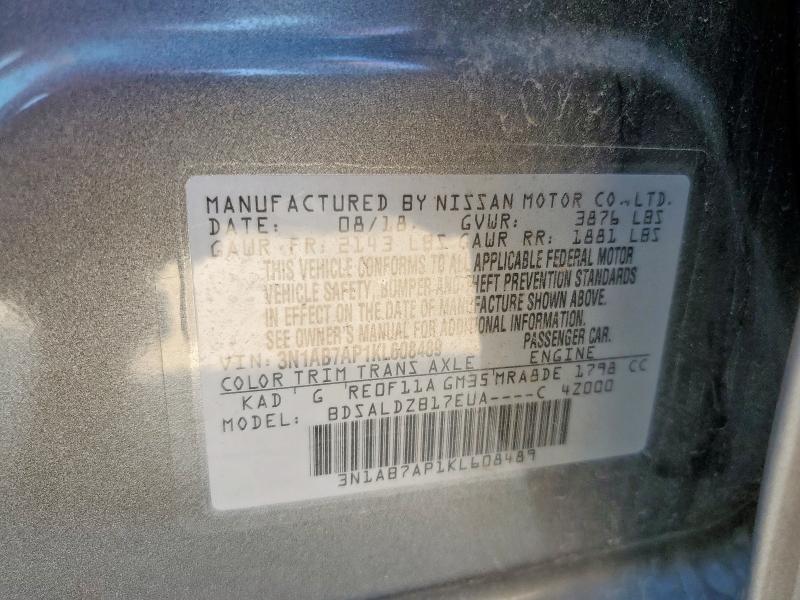 MANUFACTURED BY NISSAN MOTOR CO.,LTD.
DATE: 08/18 GVWR: 3876 LBS
GAWR FR: 2143 LBS GAWR RR: 1881 LBS
THIS VEHICLE CONFORMS TO ALL APPLICABLE FEDERAL MOTOR
VEHICLE SAFETY, BUMPER AND THEFT PREVENTION STANDARDS
IN EFFECT ON THE DATE OF MANUFACTURE SHOWN ABOVE.
SEE OWNER'S MANUAL FOR ADDITIONAL INFORMATION.
VIN: 3N1AB7AP1KL608489 PASSENGER CAR.
COLOR TRIM TRANS AXLE ENGINE
KAD G RE0F11A GM35 MRA8DE 1798 CC
MODEL: BDSALDZB17EUA----C 4Z000
3N1AB7AP1KL608489